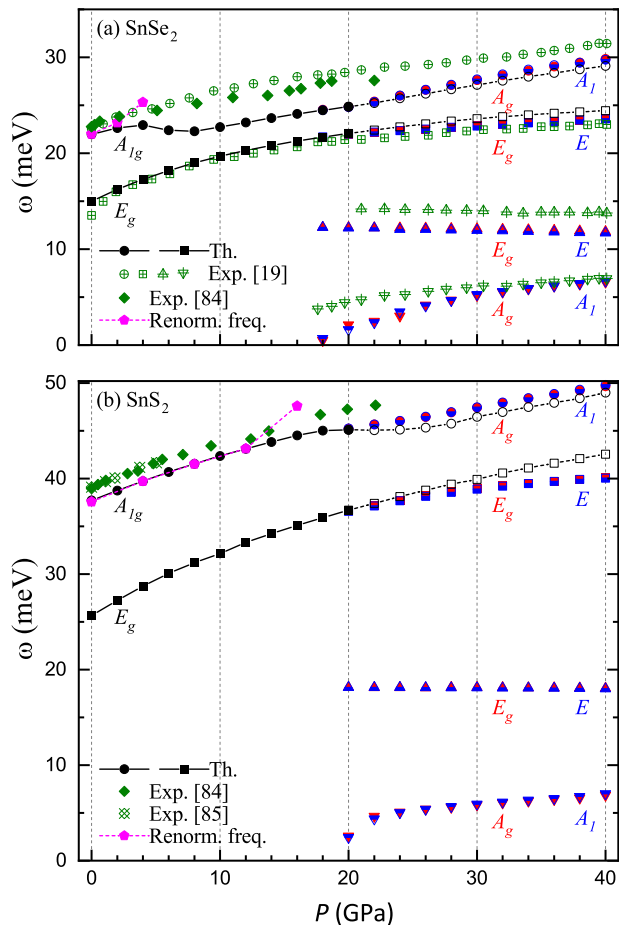 (a) SnSe₂
30
20
10
0
ω (meV)
A₁g
Eg
Ag
A₁
Eg
E
Eg
E
Ag
A₁
Th.
Exp. [19]
Exp. [84]
Renorm. freq.
(b) SnS₂
50
40
30
20
10
0
ω (meV)
A₁g
Eg
Ag
A₁
Eg
E
Eg
E
Ag
A₁
Th.
Exp. [84]
Exp. [85]
Renorm. freq.
0 10 20 30 40
P (GPa)